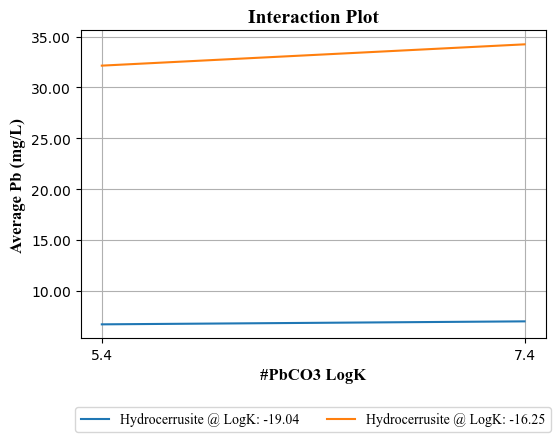 Interaction Plot
Average Pb (mg/L)
35.00
30.00
25.00
20.00
15.00
10.00
5.4
7.4
#PbCO3 LogK
Hydrocerrusite @ LogK: -19.04
Hydrocerrusite @ LogK: -16.25